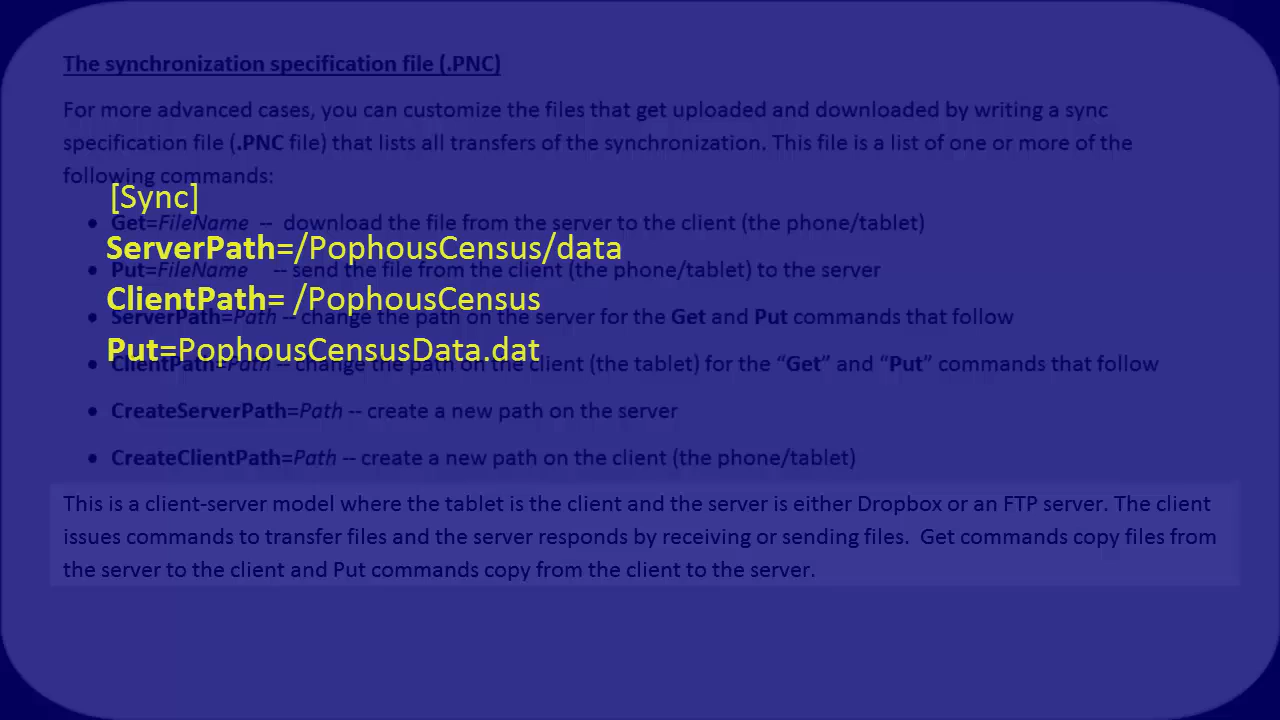 The synchronization specification file (.PNC)
For more advanced cases, you can customize the files that get uploaded and downloaded by writing a sync
specification file (.PNC file) that lists all transfers of the synchronization. This file is a list of one or more of the
following commands:
[Sync]
• Get=FileName -- download the file from the server to the client (the phone/tablet)
ServerPath=/PophousCensus/data
• Put=FileName -- send the file from the client (the phone/tablet) to the server
ClientPath= /PophousCensus
• ServerPath=Path -- change the path on the server for the Get and Put commands that follow
Put=PophousCensusData.dat
• ClientPath=Path -- change the path on the client (the tablet) for the “Get” and “Put” commands that follow
• CreateServerPath=Path -- create a new path on the server
• CreateClientPath=Path -- create a new path on the client (the phone/tablet)
This is a client-server model where the tablet is the client and the server is either Dropbox or an FTP server. The client
issues commands to transfer files and the server responds by receiving or sending files. Get commands copy files from
the server to the client and Put commands copy from the client to the server.